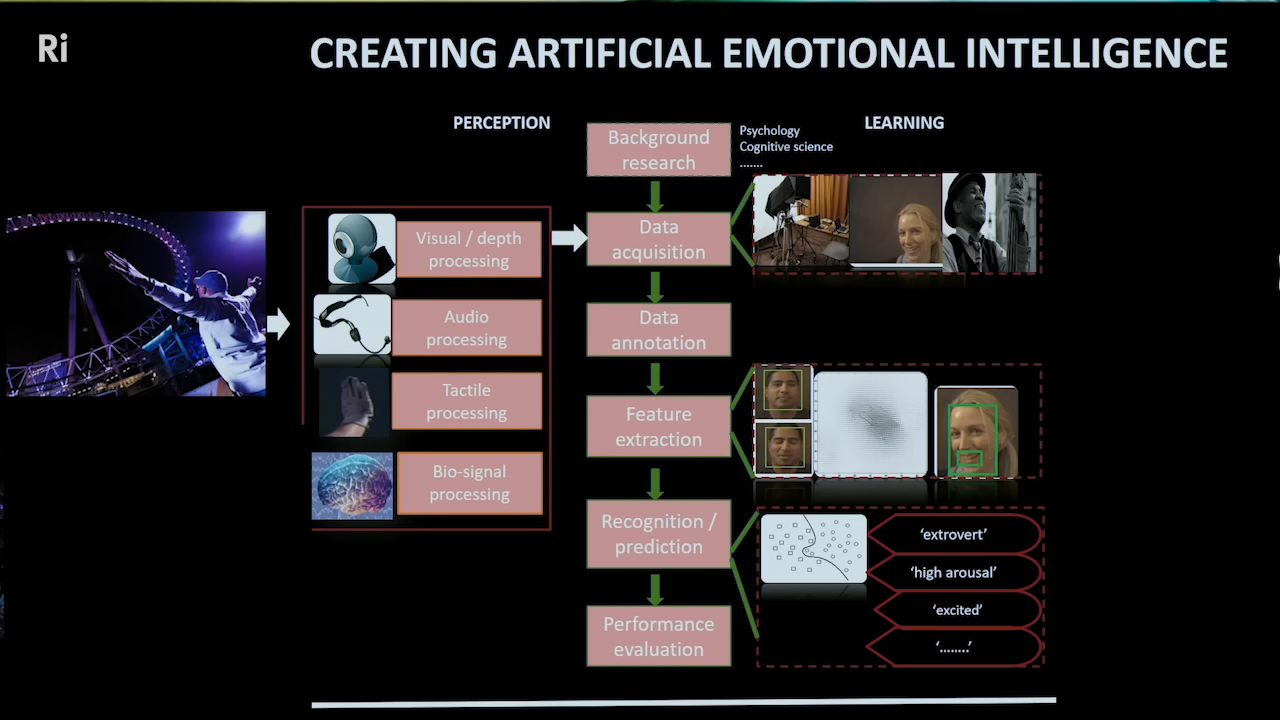 Ri
CREATING ARTIFICIAL EMOTIONAL INTELLIGENCE
PERCEPTION
LEARNING
Visual / depth
processing
Audio
processing
Tactile
processing
Bio-signal
processing
Background
research
Psychology
Cognitive science
.......
Data
acquisition
Data
annotation
Feature
extraction
Recognition /
prediction
Performance
evaluation
‘extrovert’
‘high arousal’
‘excited’
‘........’